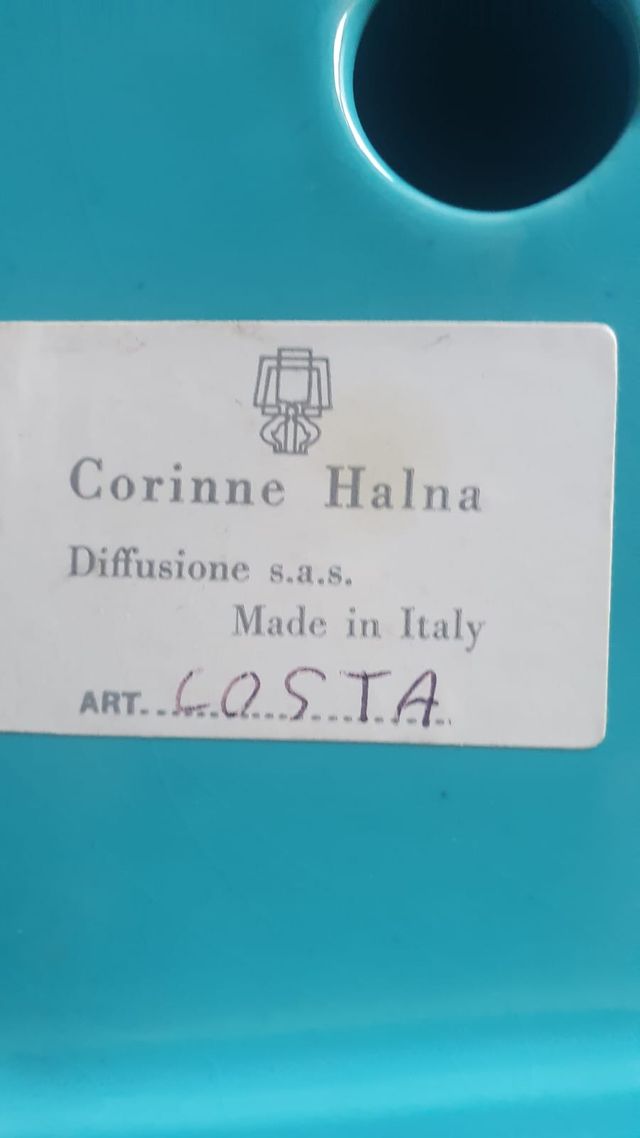 Corinne Halna
Diffusione s.a.s.
Made in Italy
ART. COSTA